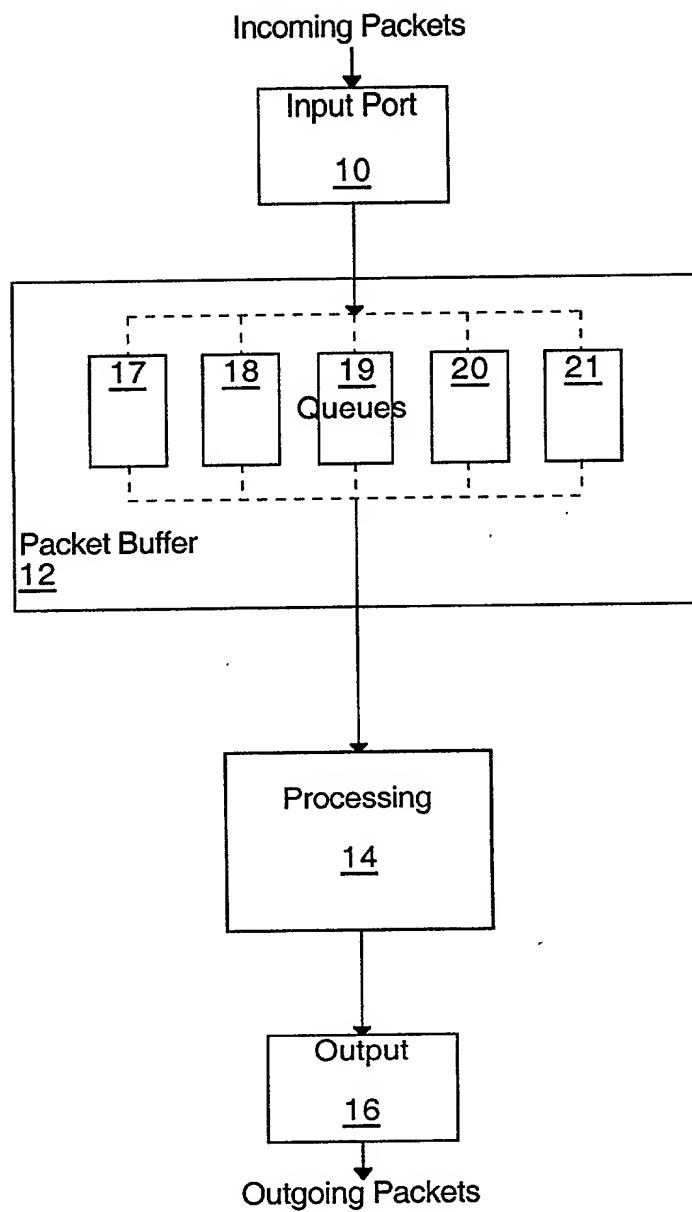 Incoming Packets
Input Port
10
17 18 19 20 21
Queues
Packet Buffer
12
Processing
14
Output
16
Outgoing Packets